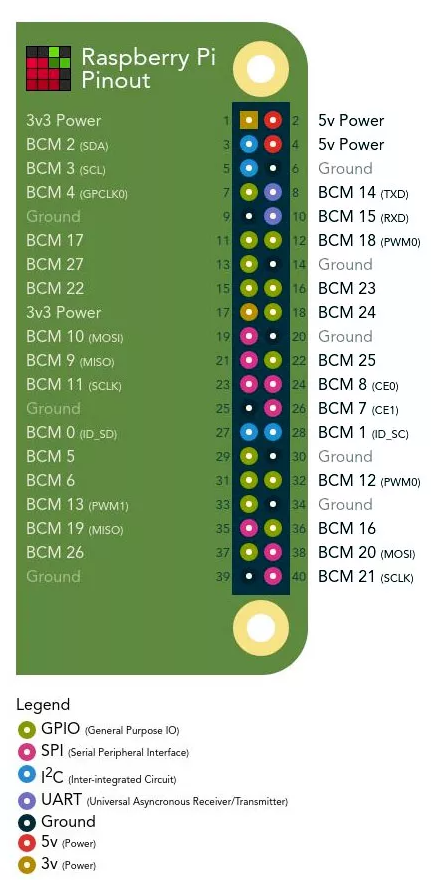 Raspberry Pi
Pinout
3v3 Power 1 2 5v Power
BCM 2 (SDA) 3 4 5v Power
BCM 3 (SCL) 5 6 Ground
BCM 4 (GPCLK0) 7 8 BCM 14 (TXD)
Ground 9 10 BCM 15 (RXD)
BCM 17 11 12 BCM 18 (PWM0)
BCM 27 13 14 Ground
BCM 22 15 16 BCM 23
3v3 Power 17 18 BCM 24
BCM 10 (MOSI) 19 20 Ground
BCM 9 (MISO) 21 22 BCM 25
BCM 11 (SCLK) 23 24 BCM 8 (CE0)
Ground 25 26 BCM 7 (CE1)
BCM 0 (ID_SD) 27 28 BCM 1 (ID_SC)
BCM 5 29 30 Ground
BCM 6 31 32 BCM 12 (PWM0)
BCM 13 (PWM1) 33 34 Ground
BCM 19 (MISO) 35 36 BCM 16
BCM 26 37 38 BCM 20 (MOSI)
Ground 39 40 BCM 21 (SCLK)
Legend
GPIO (General Purpose IO)
SPI (Serial Peripheral Interface)
I²C (Inter-integrated Circuit)
UART (Universal Asyncronous Receiver/Transmitter)
Ground
5v (Power)
3v (Power)